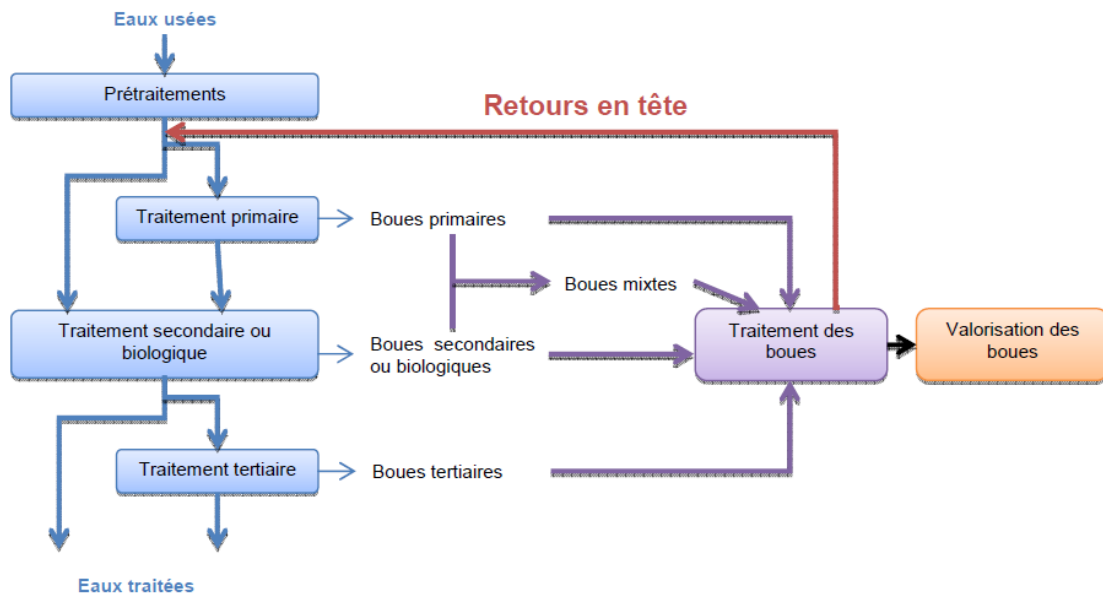 Eaux usées
Prétraitements
Retours en tête
Traitement primaire
Boues primaires
Boues mixtes
Traitement secondaire ou
biologique
Boues secondaires
ou biologiques
Traitement des
boues
Valorisation des
boues
Traitement tertiaire
Boues tertiaires
Eaux traitées